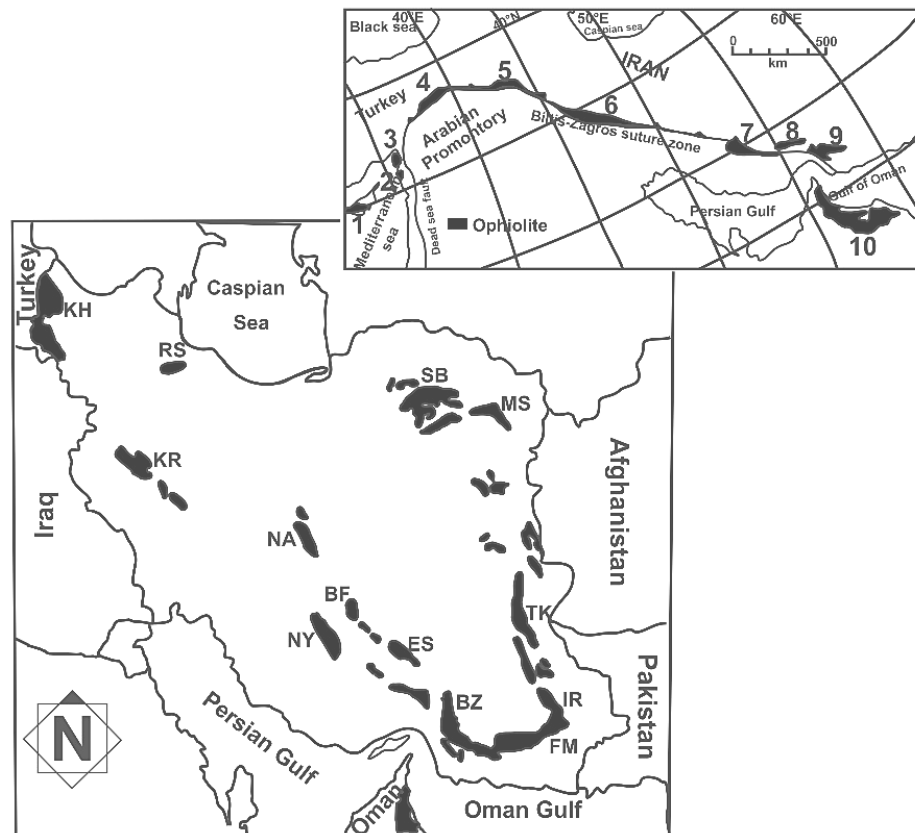 40°E
40°N
50°E
60°E
Black sea
Caspian sea
0 500
km
IRAN
Turkey
4
5
6
7
8
9
3
2
1
10
Arabian
Promontory
Bitlis-Zagros suture zone
Mediterranean
sea
Dead sea fault
Ophiolite
Persian Gulf
Gulf of Oman
Turkey
KH
Caspian
Sea
RS
SB
MS
KR
Iraq
Afghanistan
NA
BF
TK
NY
ES
Pakistan
BZ
IR
FM
N
Persian Gulf
Oman
Oman Gulf